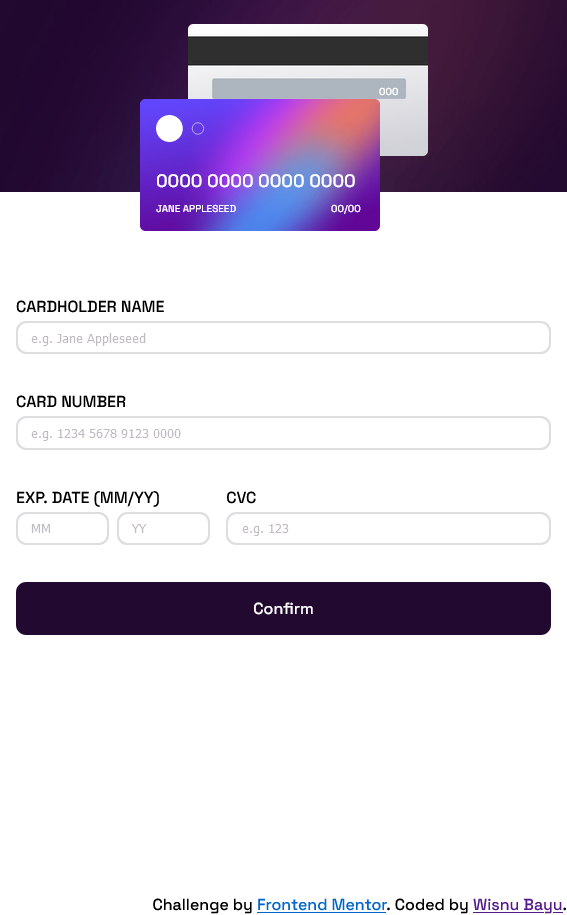 000
0000 0000 0000 0000
JANE APPLESEED 00/00
CARDHOLDER NAME
e.g. Jane Appleseed
CARD NUMBER
e.g. 1234 5678 9123 0000
EXP. DATE (MM/YY) CVC
MM YY e.g. 123
Confirm
Challenge by Frontend Mentor. Coded by Wisnu Bayu.